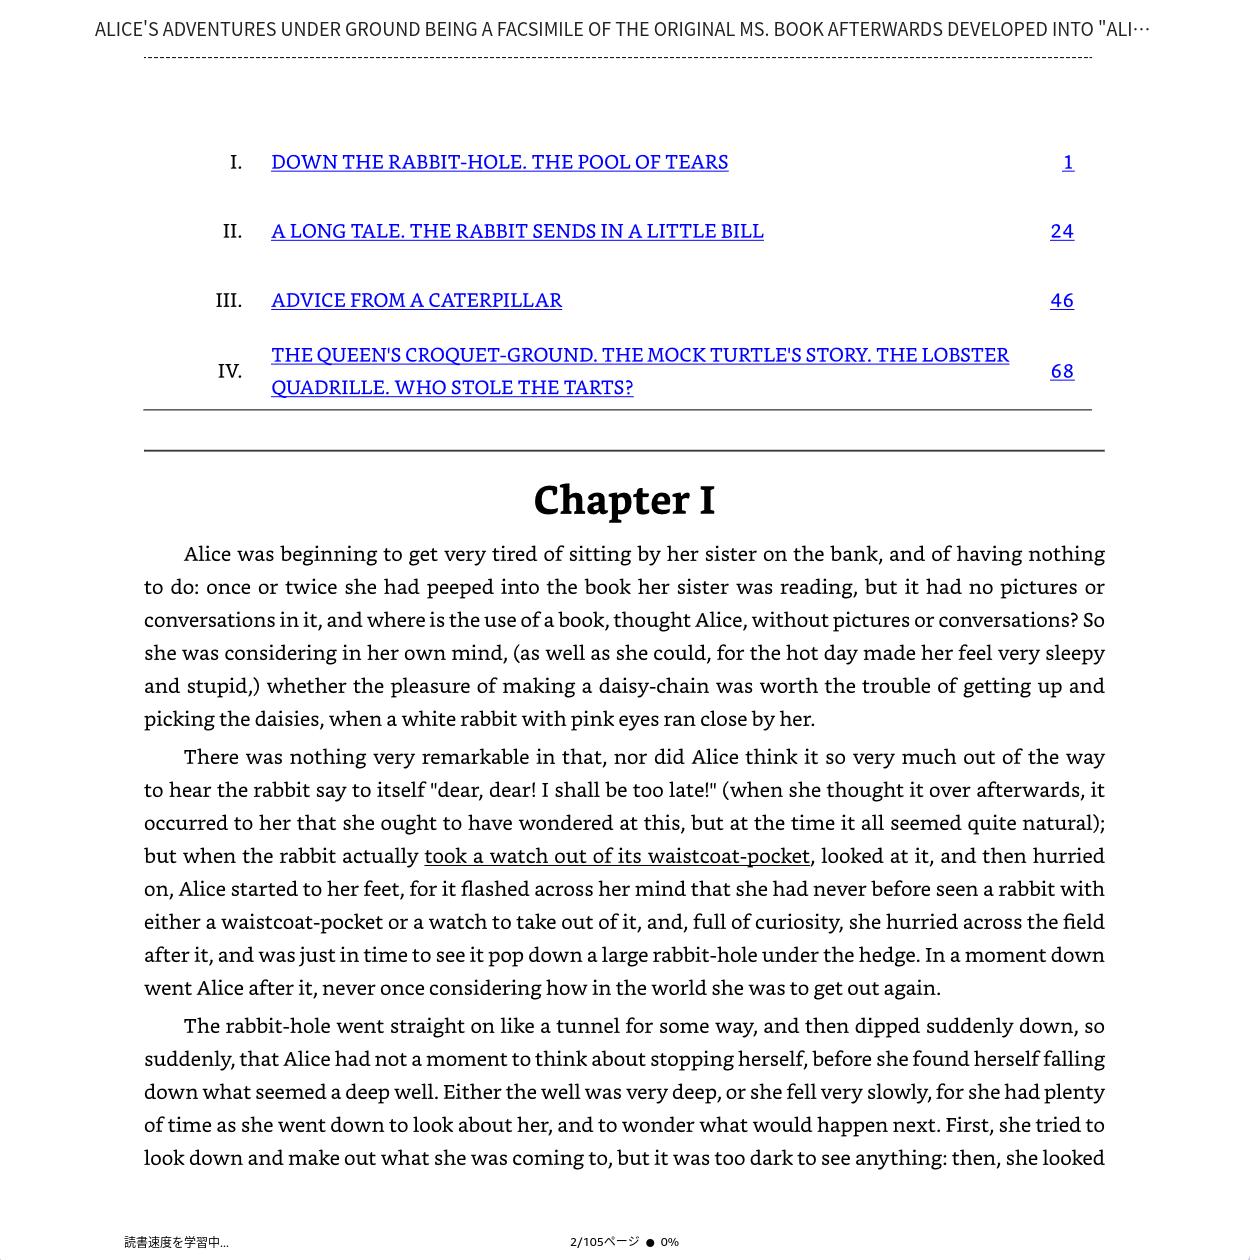 ALICE'S ADVENTURES UNDER GROUND BEING A FACSIMILE OF THE ORIGINAL MS. BOOK AFTERWARDS DEVELOPED INTO "ALI…
I. DOWN THE RABBIT-HOLE. THE POOL OF TEARS 1
II. A LONG TALE. THE RABBIT SENDS IN A LITTLE BILL 24
III. ADVICE FROM A CATERPILLAR 46
IV. THE QUEEN'S CROQUET-GROUND. THE MOCK TURTLE'S STORY. THE LOBSTER
QUADRILLE. WHO STOLE THE TARTS? 68
Chapter I
Alice was beginning to get very tired of sitting by her sister on the bank, and of having nothing
to do: once or twice she had peeped into the book her sister was reading, but it had no pictures or
conversations in it, and where is the use of a book, thought Alice, without pictures or conversations? So
she was considering in her own mind, (as well as she could, for the hot day made her feel very sleepy
and stupid,) whether the pleasure of making a daisy-chain was worth the trouble of getting up and
picking the daisies, when a white rabbit with pink eyes ran close by her.
There was nothing very remarkable in that, nor did Alice think it so very much out of the way
to hear the rabbit say to itself "dear, dear! I shall be too late!" (when she thought it over afterwards, it
occurred to her that she ought to have wondered at this, but at the time it all seemed quite natural);
but when the rabbit actually took a watch out of its waistcoat-pocket, looked at it, and then hurried
on, Alice started to her feet, for it flashed across her mind that she had never before seen a rabbit with
either a waistcoat-pocket or a watch to take out of it, and, full of curiosity, she hurried across the field
after it, and was just in time to see it pop down a large rabbit-hole under the hedge. In a moment down
went Alice after it, never once considering how in the world she was to get out again.
The rabbit-hole went straight on like a tunnel for some way, and then dipped suddenly down, so
suddenly, that Alice had not a moment to think about stopping herself, before she found herself falling
down what seemed a deep well. Either the well was very deep, or she fell very slowly, for she had plenty
of time as she went down to look about her, and to wonder what would happen next. First, she tried to
look down and make out what she was coming to, but it was too dark to see anything: then, she looked
読書速度を学習中... 2/105ページ ● 0%